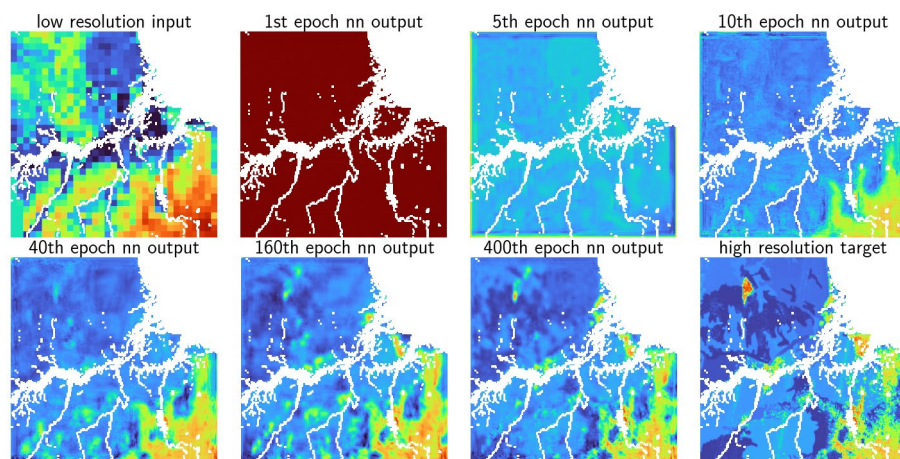 low resolution input
1st epoch nn output
5th epoch nn output
10th epoch nn output
40th epoch nn output
160th epoch nn output
400th epoch nn output
high resolution target